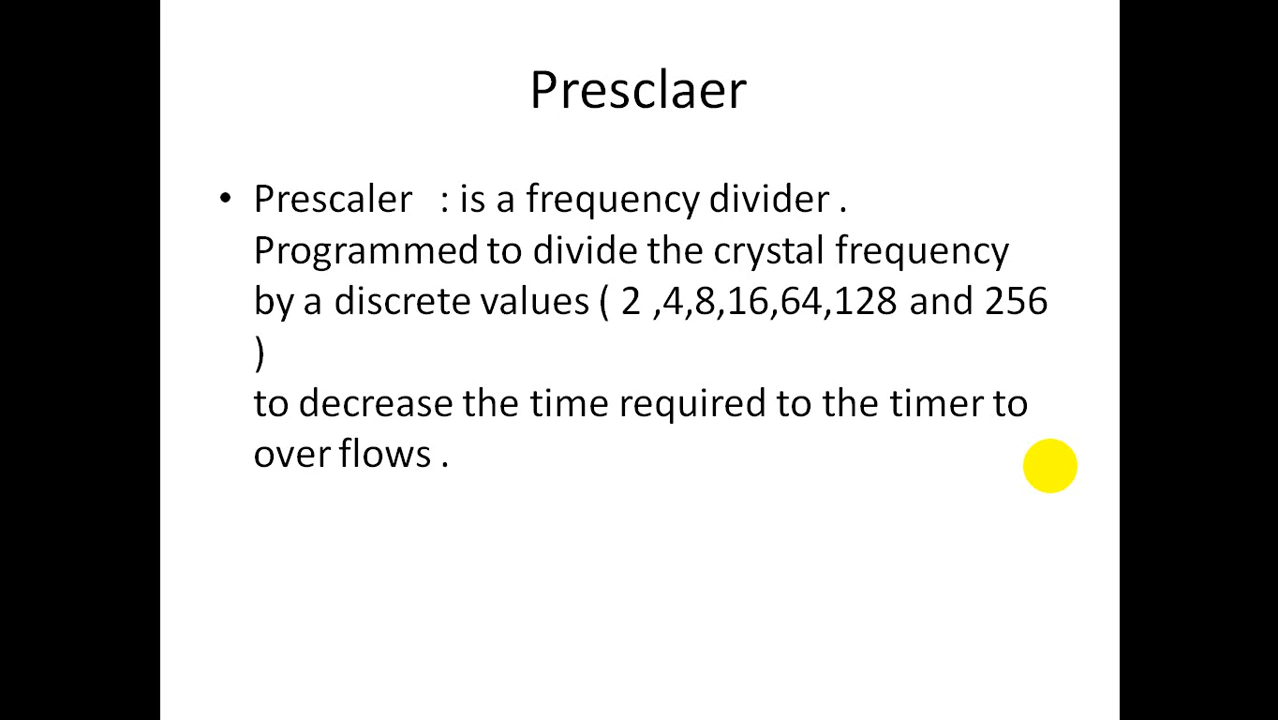 Presclaer
• Prescaler : is a frequency divider .
Programmed to divide the crystal frequency
by a discrete values ( 2 ,4,8,16,64,128 and 256
)
to decrease the time required to the timer to
over flows .